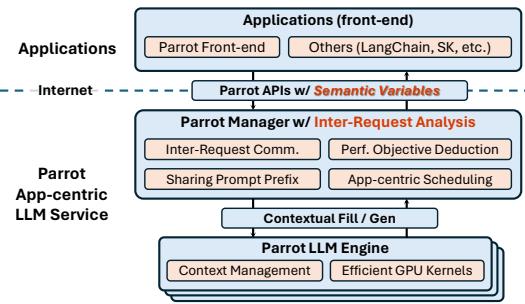 Applications (front-end)
Applications
Parrot Front-end
Others (LangChain, SK, etc.)
Internet
Parrot APIs w/ Semantic Variables
Parrot Manager w/ Inter-Request Analysis
Inter-Request Comm.
Perf. Objective Deduction
Sharing Prompt Prefix
App-centric Scheduling
Parrot
App-centric
LLM Service
Contextual Fill / Gen
Parrot LLM Engine
Context Management
Efficient GPU Kernels